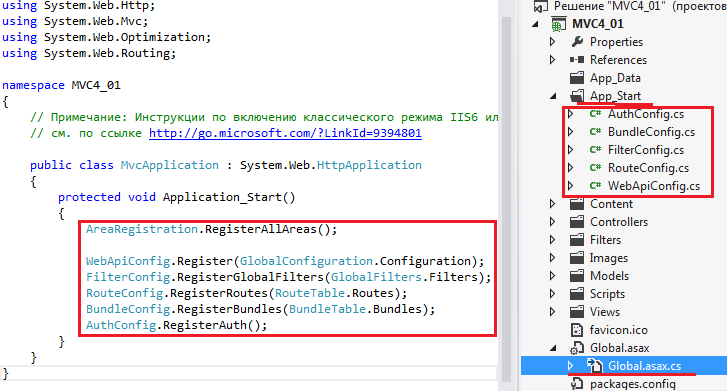 using System.Web.Http;
using System.Web.Mvc;
using System.Web.Optimization;
using System.Web.Routing;
namespace MVC4_01
{
// Примечание: Инструкции по включению классического режима IIS6 ил
// см. по ссылке http://go.microsoft.com/?LinkId=9394801
public class MvcApplication : System.Web.HttpApplication
{
protected void Application_Start()
{
AreaRegistration.RegisterAllAreas();
WebApiConfig.Register(GlobalConfiguration.Configuration);
FilterConfig.RegisterGlobalFilters(GlobalFilters.Filters);
RouteConfig.RegisterRoutes(RouteTable.Routes);
BundleConfig.RegisterBundles(BundleTable.Bundles);
AuthConfig.RegisterAuth();
}
}
}
Решение "MVC4_01" (проектов
MVC4_01
Properties
References
App_Data
App_Start
C# AuthConfig.cs
C# BundleConfig.cs
C# FilterConfig.cs
C# RouteConfig.cs
C# WebApiConfig.cs
Content
Controllers
Filters
Images
Models
Scripts
Views
favicon.ico
Global.asax
Global.asax.cs
packages.config